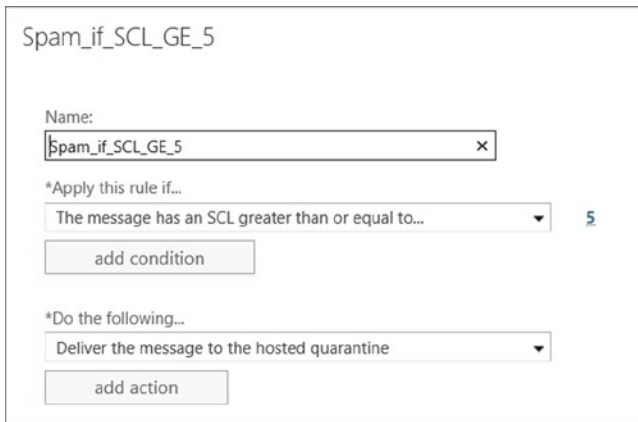 Spam_if_SCL_GE_5
Name:
Spam_if_SCL_GE_5
*Apply this rule if...
The message has an SCL greater than or equal to... 5
add condition
*Do the following...
Deliver the message to the hosted quarantine
add action